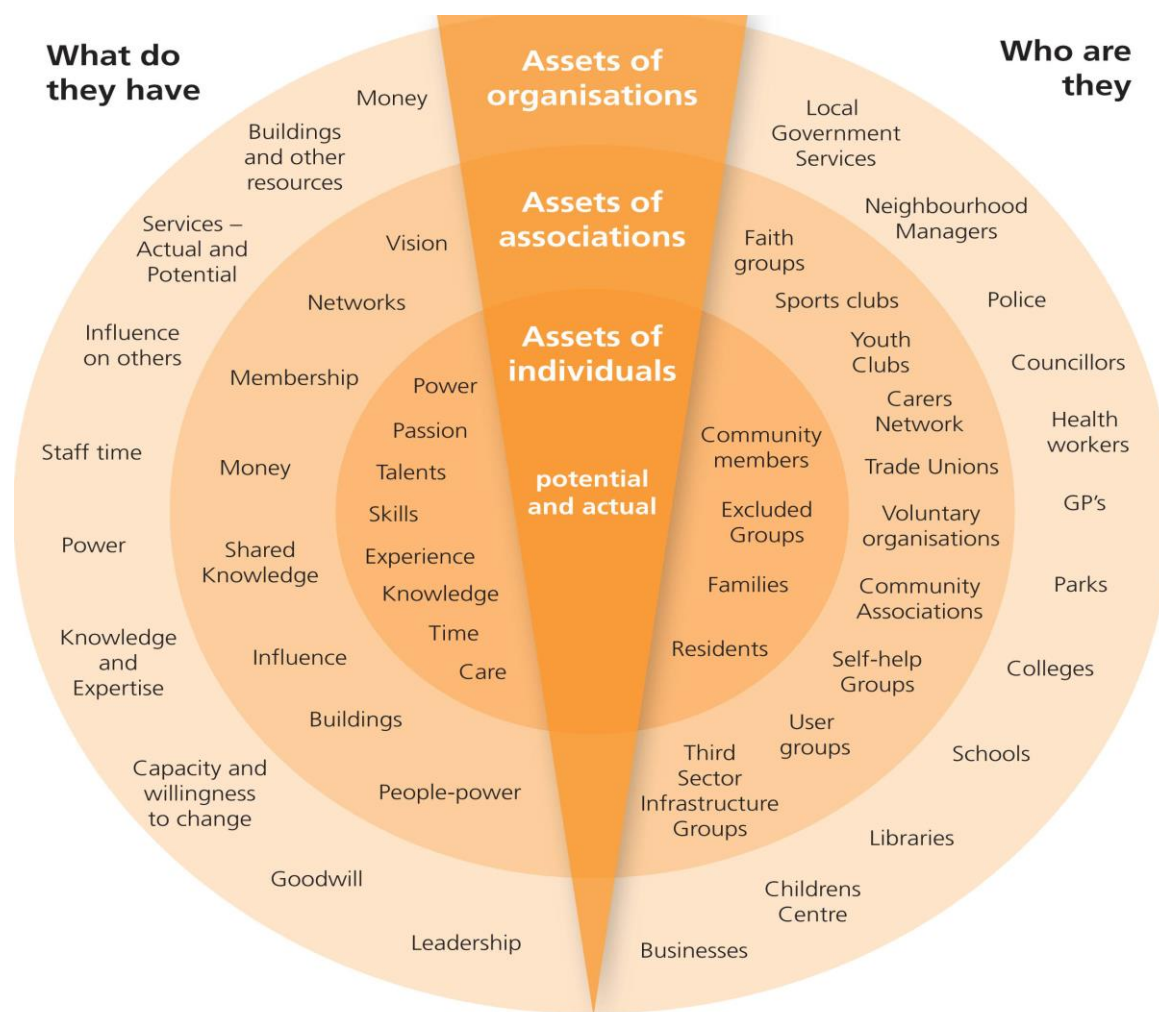 What do
they have
Assets of
organisations
Who are
they
Money
Buildings
and other
resources
Services –
Actual and
Potential
Influence
on others
Staff time
Power
Knowledge
and
Expertise
Capacity and
willingness
to change
Goodwill
Leadership
Local
Government
Services
Neighbourhood
Managers
Police
Councillors
Health
workers
GP's
Parks
Colleges
Schools
Libraries
Childrens
Centre
Businesses
Assets of
associations
Vision
Networks
Membership
Money
Shared
Knowledge
Influence
Buildings
People-power
Faith
groups
Sports clubs
Youth
Clubs
Carers
Network
Trade Unions
Voluntary
organisations
Community
Associations
Self-help
Groups
User
groups
Third
Sector
Infrastructure
Groups
Assets of
individuals
potential
and actual
Power
Passion
Talents
Skills
Experience
Knowledge
Time
Care
Community
members
Excluded
Groups
Families
Residents